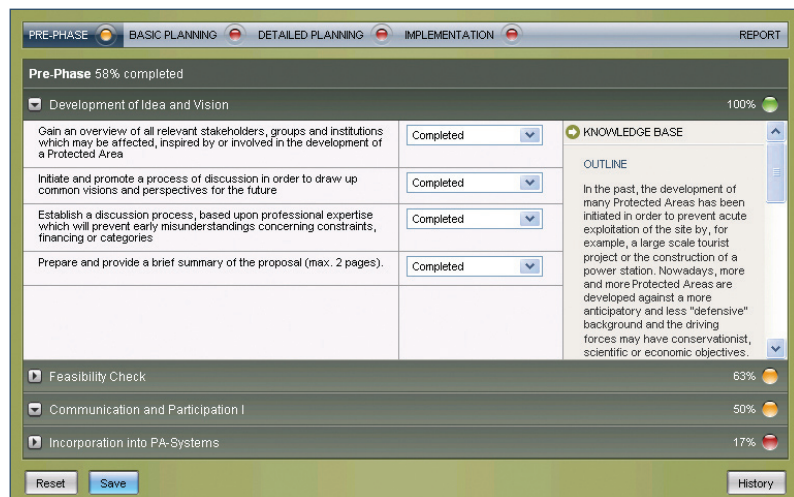 PRE-PHASE BASIC PLANNING DETAILED PLANNING IMPLEMENTATION REPORT
Pre-Phase 58% completed
Development of Idea and Vision 100%
Gain an overview of all relevant stakeholders, groups and institutions
which may be affected, inspired by or involved in the development of
a Protected Area
Completed
Initiate and promote a process of discussion in order to draw up
common visions and perspectives for the future
Completed
Establish a discussion process, based upon professional expertise
which will prevent early misunderstandings concerning constraints,
financing or categories
Completed
Prepare and provide a brief summary of the proposal (max. 2 pages).
Completed
KNOWLEDGE BASE
OUTLINE
In the past, the development of
many Protected Areas has been
initiated in order to prevent acute
exploitation of the site by, for
example, a large scale tourist
project or the construction of a
power station. Nowadays, more
and more Protected Areas are
developed against a more
anticipatory and less "defensive"
background and the driving
forces may have conservationist,
scientific or economic objectives.
Feasibility Check 63%
Communication and Participation I 50%
Incorporation into PA-Systems 17%
Reset Save History